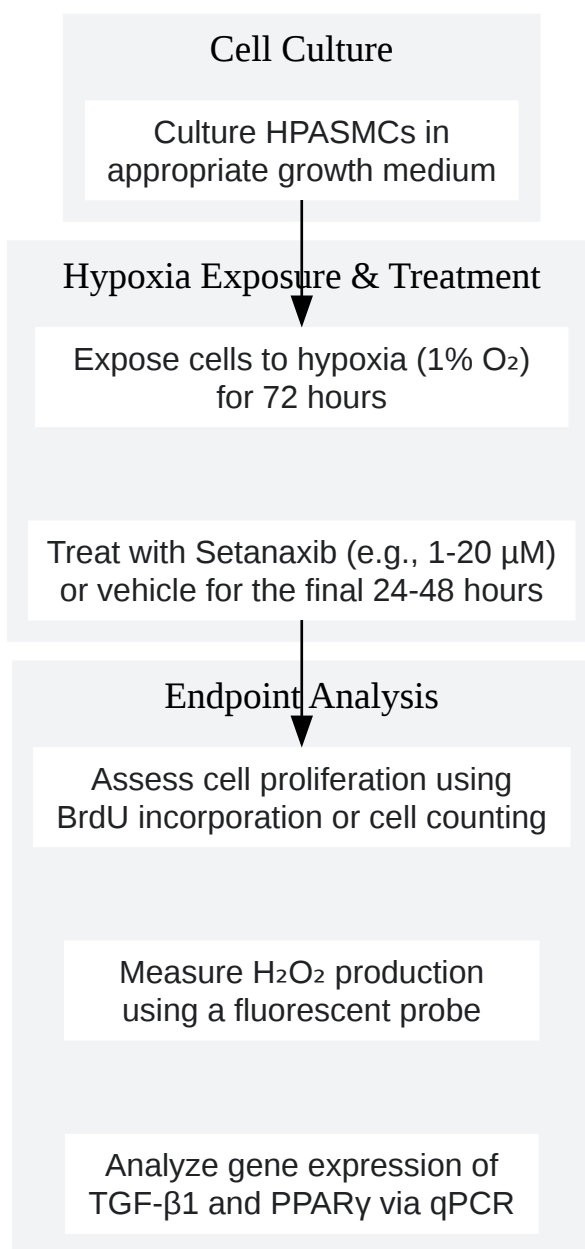 Cell Culture
Culture HPASMCs in
appropriate growth medium
Hypoxia Exposure & Treatment
Expose cells to hypoxia (1% O₂)
for 72 hours
Treat with Setanaxib (e.g., 1-20 µM)
or vehicle for the final 24-48 hours
Endpoint Analysis
Assess cell proliferation using
BrdU incorporation or cell counting
Measure H₂O₂ production
using a fluorescent probe
Analyze gene expression of
TGF-β1 and PPARγ via qPCR